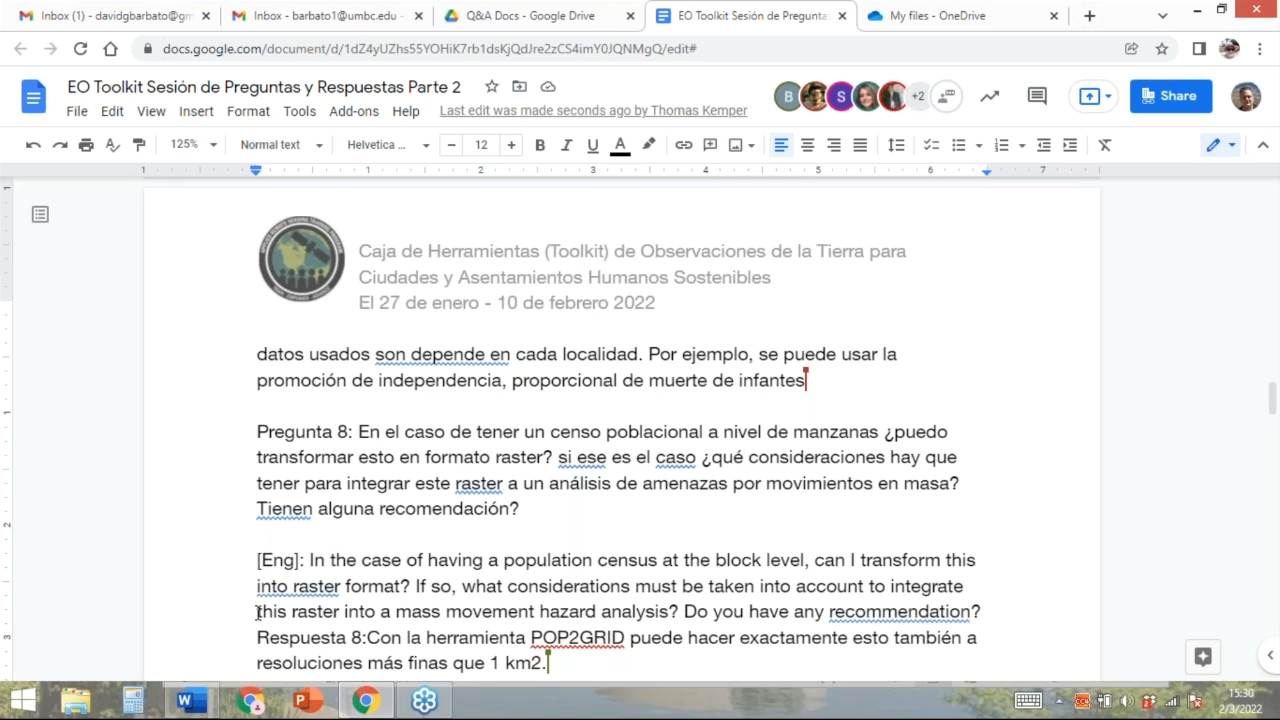 Inbox (1) - davidgbarbato@gm
Inbox - barbato1@umbc.edu
Q&A Docs - Google Drive
EO Toolkit Sesión de Pregunta
My files - OneDrive
docs.google.com/document/d/1dZ4yUZhs55YOHiK7rb1dsKjQdJre2zCS4imY0JQNMgQ/edit#
EO Toolkit Sesión de Preguntas y Respuestas Parte 2
File Edit View Insert Format Tools Add-ons Help
Last edit was made seconds ago by Thomas Kemper
B S +2
Share
125% Normal text Helvetica ... 12
B I U A
1 1 2 3 4 5 6 7
Caja de Herramientas (Toolkit) de Observaciones de la Tierra para
Ciudades y Asentamientos Humanos Sostenibles
El 27 de enero - 10 de febrero 2022
datos usados son depende en cada localidad. Por ejemplo, se puede usar la
promoción de independencia, proporcional de muerte de infantes
Pregunta 8: En el caso de tener un censo poblacional a nivel de manzanas ¿puedo
transformar esto en formato raster? si ese es el caso ¿qué consideraciones hay que
tener para integrar este raster a un análisis de amenazas por movimientos en masa?
Tienen alguna recomendación?
[Eng]: In the case of having a population census at the block level, can I transform this
into raster format? If so, what considerations must be taken into account to integrate
this raster into a mass movement hazard analysis? Do you have any recommendation?
Respuesta 8:Con la herramienta POP2GRID puede hacer exactamente esto también a
resoluciones más finas que 1 km2.
15:30
2/3/2022